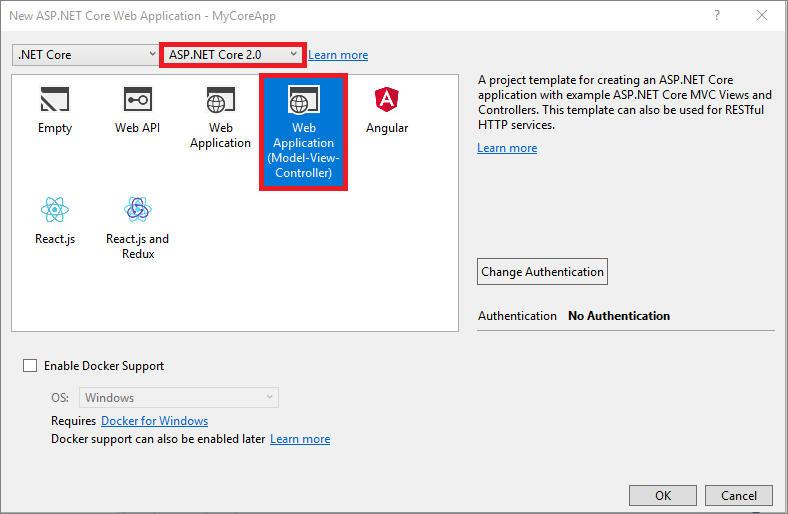 New ASP.NET Core Web Application - MyCoreApp
.NET Core
ASP.NET Core 2.0
Learn more
Empty
Web API
Web
Application
Web
Application
(Model-View-
Controller)
Angular
React.js
React.js and
Redux
A project template for creating an ASP.NET Core
application with example ASP.NET Core MVC Views and
Controllers. This template can also be used for RESTful
HTTP services.
Learn more
Change Authentication
Authentication No Authentication
Enable Docker Support
OS: Windows
Requires Docker for Windows
Docker support can also be enabled later Learn more
OK
Cancel